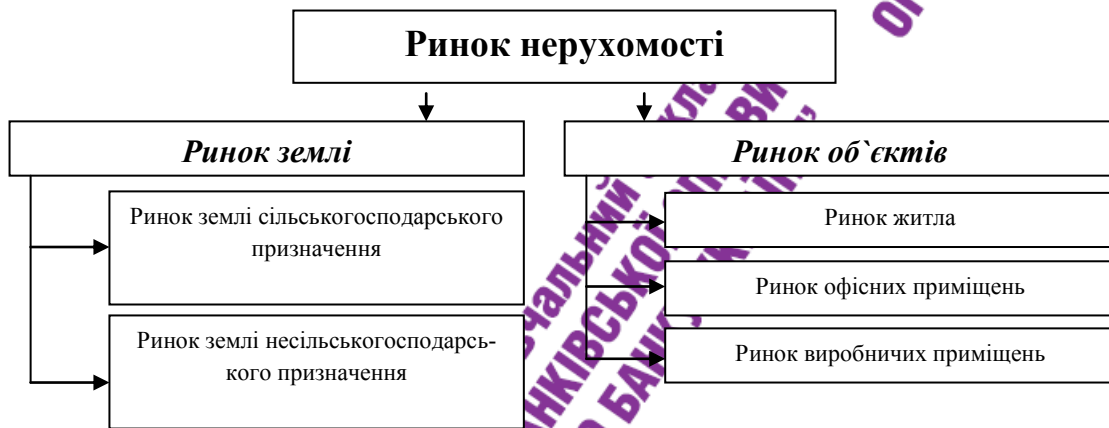 Ринок нерухомості
Ринок землі
Ринок об`єктів
Ринок землі сільськогосподарського
призначення
Ринок землі несільськогосподарсь-
кого призначення
Ринок житла
Ринок офісних приміщень
Ринок виробничих приміщень